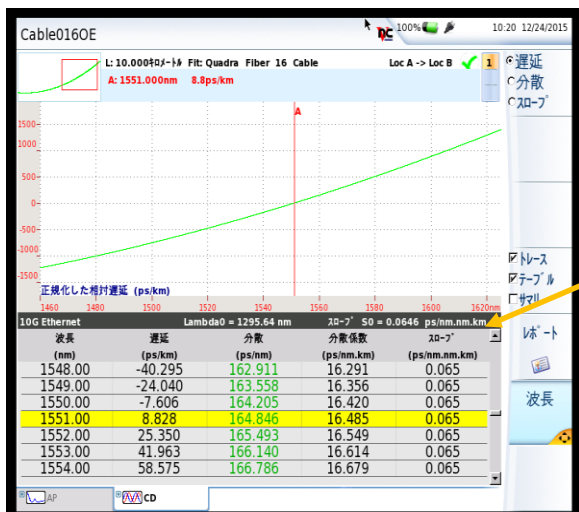 Cable016OE
100%
10:20 12/24/2015
L: 10.000キロメートル Fit: Quadra Fiber 16 Cable Loc A -> Loc B 1
A: 1551.000nm 8.8ps/km
遅延
分散
スロープ
A
1500
1000
500
0
-500
-1000
-1500
正規化した相対遅延 (ps/km)
1460 1480 1500 1520 1540 1560 1580 1600 1620nm
トレース
テーブル
サマリ
10G Ethernet Lambda0 = 1295.64 nm スロープ S0 = 0.0646 ps/nm.nm.km
波長 遅延 分散 分散係数 スロープ
(nm) (ps/km) (ps/nm) (ps/nm.km) (ps/nm.nm.km)
1548.00 -40.295 162.911 16.291 0.065
1549.00 -24.040 163.558 16.356 0.065
1550.00 -7.606 164.205 16.420 0.065
1551.00 8.828 164.846 16.485 0.065
1552.00 25.350 165.493 16.549 0.065
1553.00 41.963 166.140 16.614 0.065
1554.00 58.575 166.786 16.679 0.065
レポート
波長
AP CD